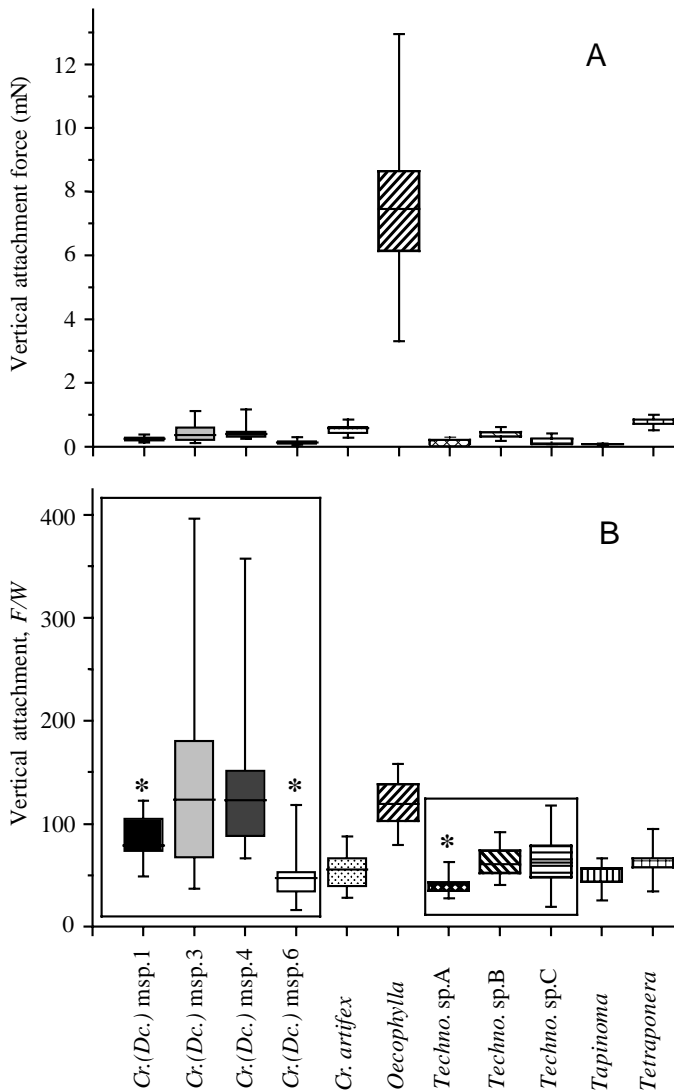 A
Vertical attachment force (mN)
12
10
8
6
4
2
0
B
Vertical attachment, F/W
400
300
200
100
0
*
*
*
Cr.(Dc.) msp.1
Cr.(Dc.) msp.3
Cr.(Dc.) msp.4
Cr.(Dc.) msp.6
Cr. artifex
Oecophylla
Techno. sp.A
Techno. sp.B
Techno. sp.C
Tapinoma
Tetraponera